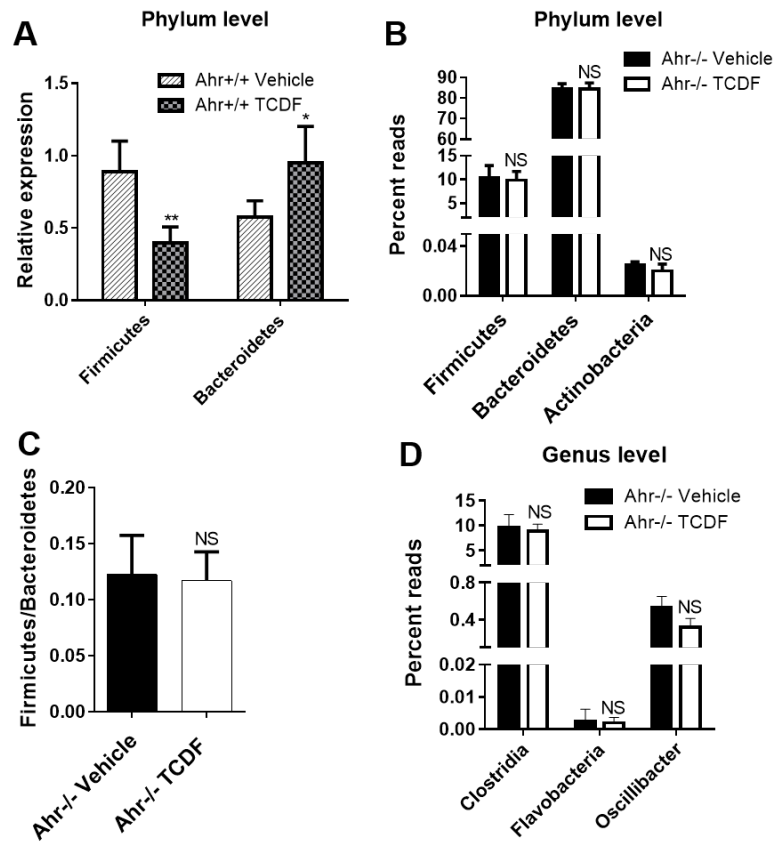 A
Phylum level
Ahr+/+ Vehicle
Ahr+/+ TCDF
Relative expression
1.5
1.0
0.5
0.0
**
*
Firmicutes
Bacteroidetes
B
Phylum level
Ahr-/- Vehicle
Ahr-/- TCDF
Percent reads
90
80
70
60
15
10
5
0.04
0.00
NS
NS
NS
Firmicutes
Bacteroidetes
Actinobacteria
C
Firmicutes/Bacteroidetes
0.20
0.15
0.10
0.05
0.00
NS
Ahr-/- Vehicle
Ahr-/- TCDF
D
Genus level
Ahr-/- Vehicle
Ahr-/- TCDF
Percent reads
15
10
5
0.8
0.4
0.02
0.01
0.00
NS
NS
NS
Clostridia
Flavobacteria
Oscillibacter